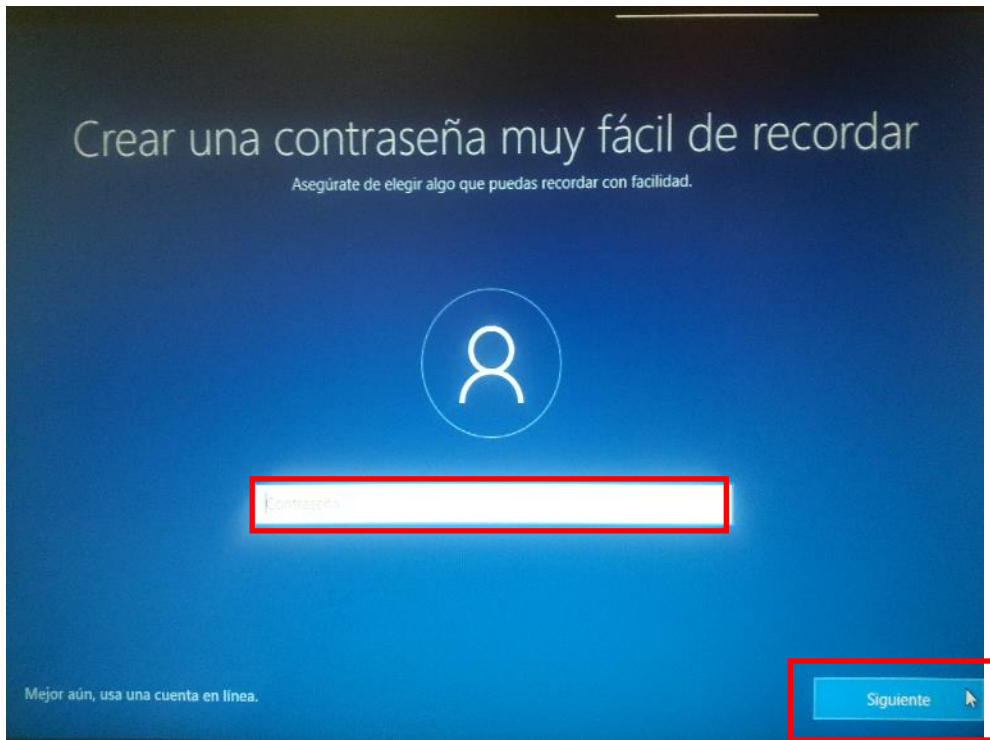 Crear una contraseña muy fácil de recordar
Asegúrate de elegir algo que puedas recordar con facilidad.
Contraseña
Mejor aún, usa una cuenta en línea.
Siguiente